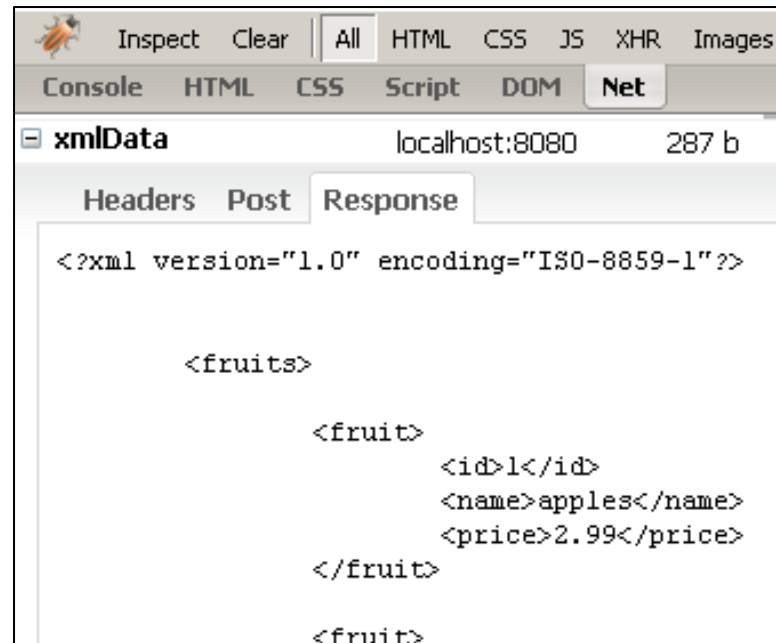 Inspect Clear All HTML CSS JS XHR Images
Console HTML CSS Script DOM Net
xmlData localhost:8080 287 b
Headers Post Response
<?xml version="1.0" encoding="ISO-8859-1"?>
<fruits>
<fruit>
<id>1</id>
<name>apples</name>
<price>2.99</price>
</fruit>
<fruit>